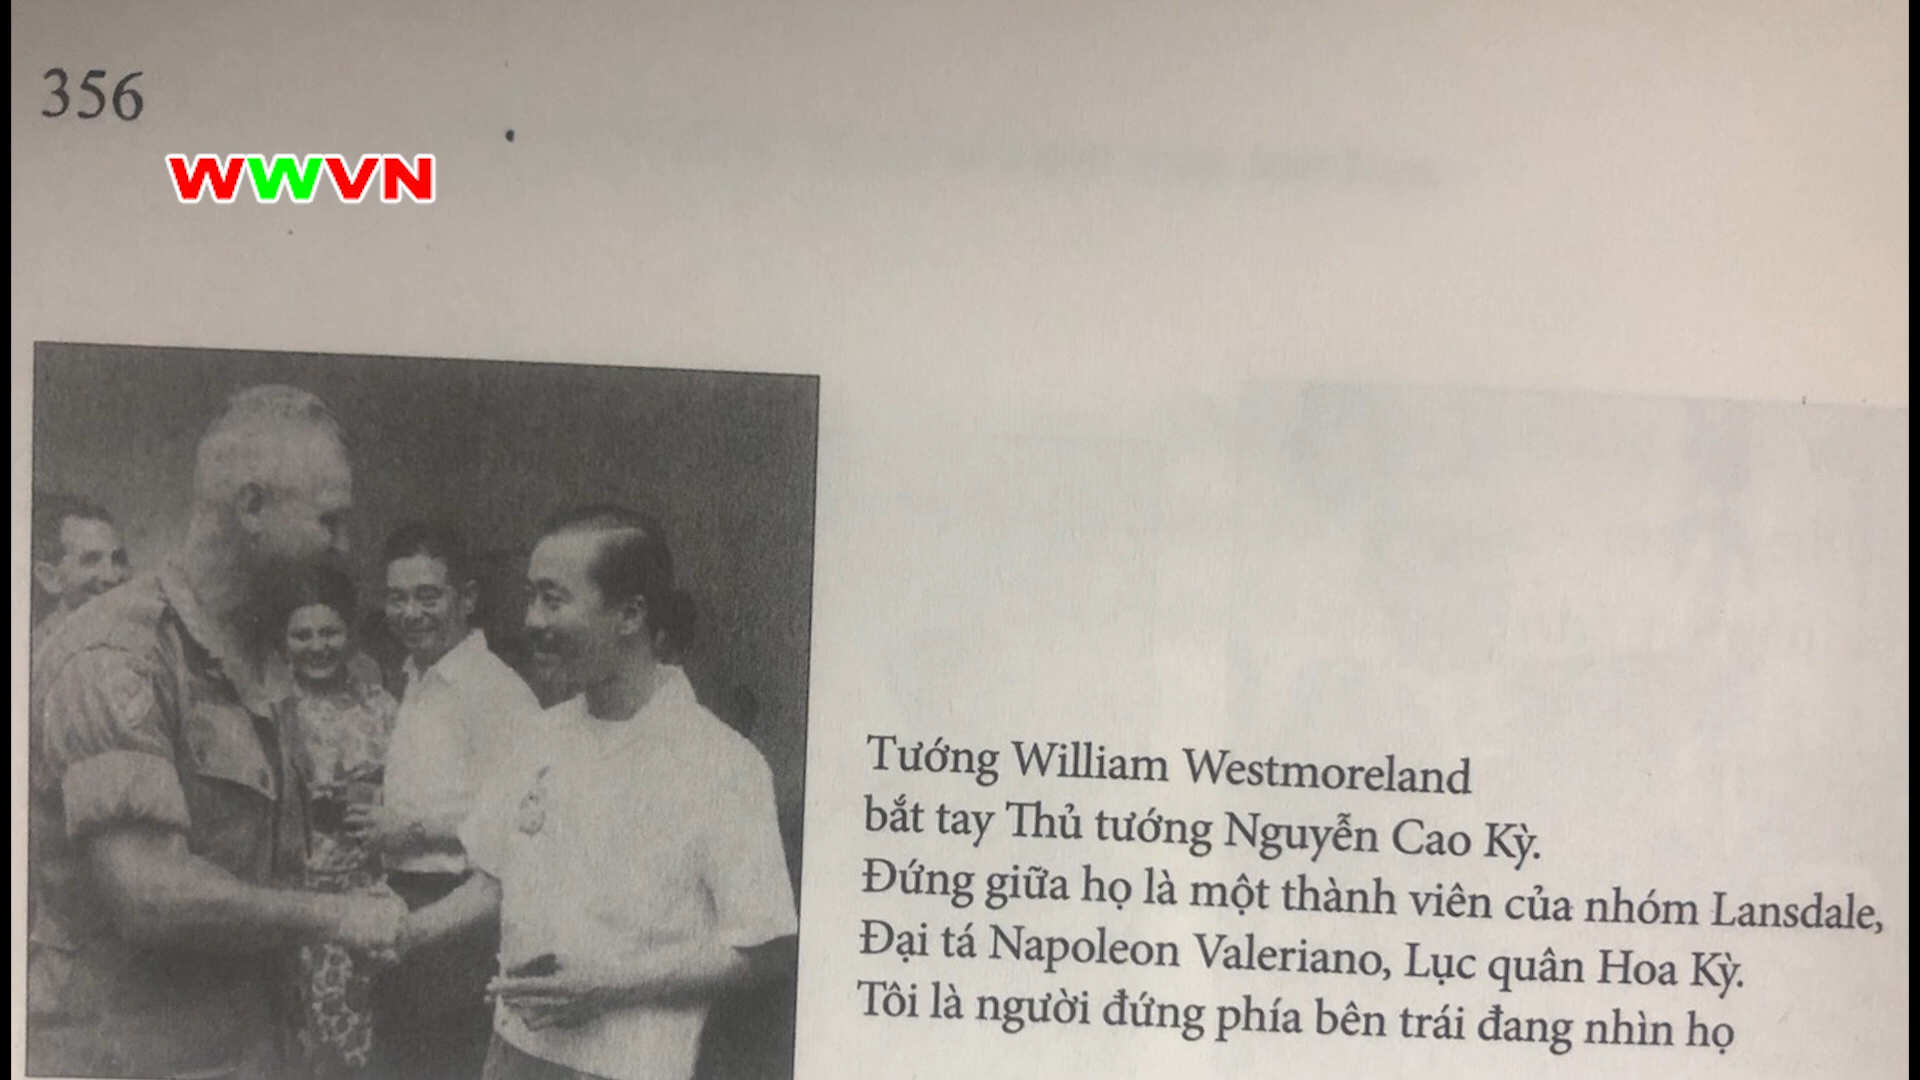 356
WWVN
Tướng William Westmoreland
bắt tay Thủ tướng Nguyễn Cao Kỳ.
Đứng giữa họ là một thành viên của nhóm Lansdale,
Đại tá Napoleon Valeriano, Lục quân Hoa Kỳ.
Tôi là người đứng phía bên trái đang nhìn họ